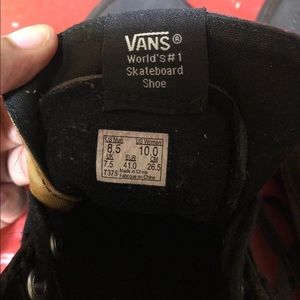 VANS®
World's #1
Skateboard
Shoe
US Men US Women
8.5 10.0
UK EUR CM
7.5 41.0 26.5
T375 Made in China
Fabriqué en Chine